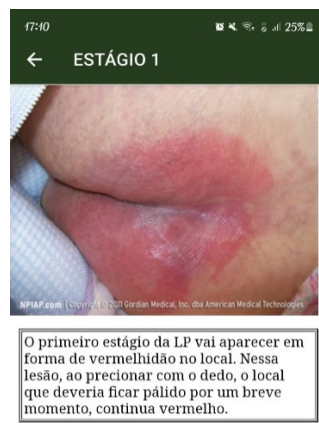 17:10
25%
ESTÁGIO 1
NPIAP.com | Copyright © 2011 Gordian Medical, Inc. dba American Medical Technologies
O primeiro estágio da LP vai aparecer em
forma de vermelhidão no local. Nessa
lesão, ao precionar com o dedo, o local
que deveria ficar pálido por um breve
momento, continua vermelho.